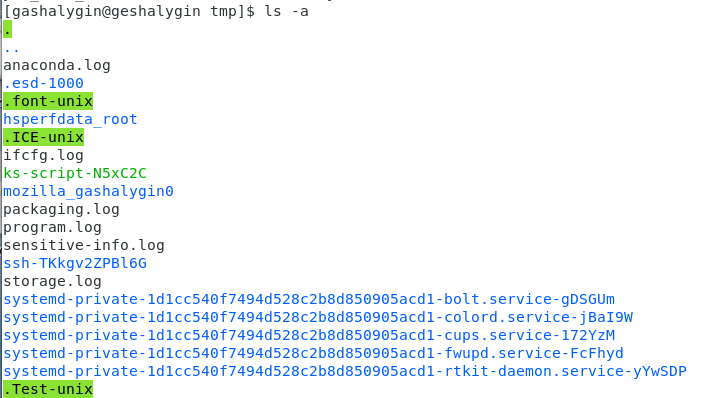 [gashalygin@geshalygin tmp]$ ls -a
.
..
anaconda.log
.esd-1000
.font-unix
hsperfdata_root
.ICE-unix
ifcfg.log
ks-script-N5xC2C
mozilla_gashalygin0
packaging.log
program.log
sensitive-info.log
ssh-TKkgv2ZPBl6G
storage.log
systemd-private-1d1cc540f7494d528c2b8d850905acd1-bolt.service-gDSGUm
systemd-private-1d1cc540f7494d528c2b8d850905acd1-colord.service-jBaI9W
systemd-private-1d1cc540f7494d528c2b8d850905acd1-cups.service-172YzM
systemd-private-1d1cc540f7494d528c2b8d850905acd1-fwupd.service-FcFhyd
systemd-private-1d1cc540f7494d528c2b8d850905acd1-rtkit-daemon.service-yYwSDP
.Test-unix